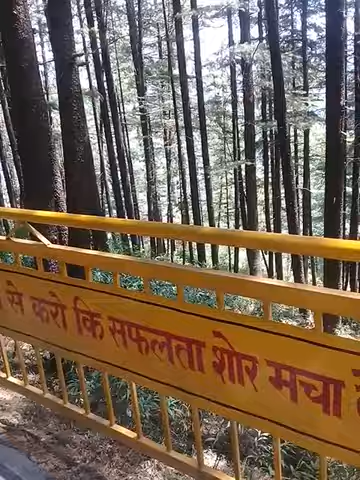 से करो कि सफलता शोर मचा